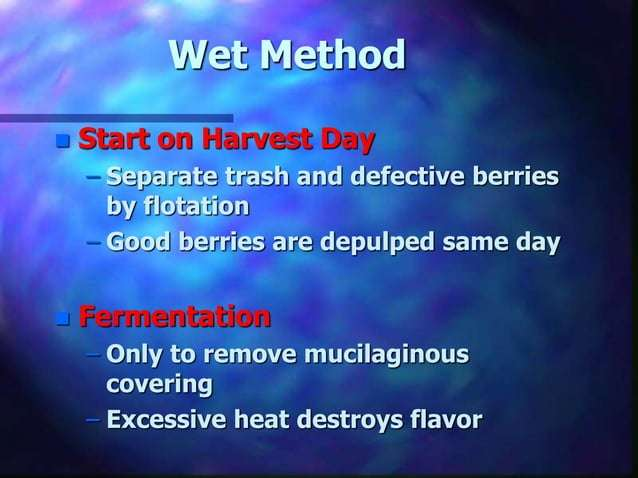 Wet Method
Start on Harvest Day
– Separate trash and defective berries
by flotation
– Good berries are depulped same day
Fermentation
– Only to remove mucilaginous
covering
– Excessive heat destroys flavor